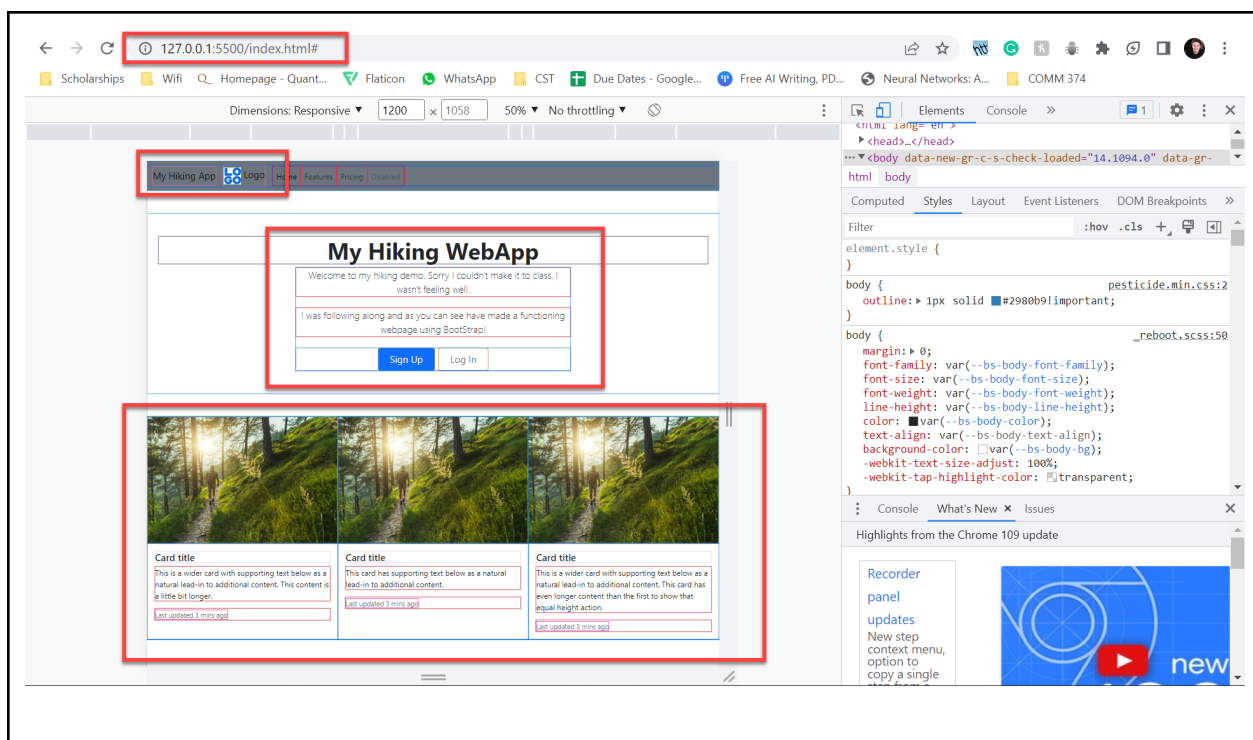 127.0.0.1:5500/index.html#
Scholarships Wifi Homepage - Quant... Flaticon WhatsApp CST Due Dates - Google... Free AI Writing, PD... Neural Networks: A... COMM 374
Dimensions: Responsive ▼ 1200 × 1058 50% ▼ No throttling ▼
Elements Console » 1
<html lang="en">
▶<head>…</head>
••• ▼<body data-new-gr-c-s-check-loaded="14.1094.0" data-gr-
html body
Computed Styles Layout Event Listeners DOM Breakpoints »
Filter :hov .cls +
element.style {
}
body { pesticide.min.css:2
outline:▶ 1px solid #2980b9!important;
}
body { _reboot.scss:50
margin:▶ 0;
font-family: var(--bs-body-font-family);
font-size: var(--bs-body-font-size);
font-weight: var(--bs-body-font-weight);
line-height: var(--bs-body-line-height);
color: var(--bs-body-color);
text-align: var(--bs-body-text-align);
background-color: var(--bs-body-bg);
-webkit-text-size-adjust: 100%;
-webkit-tap-highlight-color: transparent;
}
My Hiking App LOGO Logo Home Features Pricing Disabled
My Hiking WebApp
Welcome to my hiking demo. Sorry I couldn't make it to class, I
wasn't feeling well.
I was following along and as you can see have made a functioning
webpage using BootStrap!
Sign Up Log In
Card title
This is a wider card with supporting text below as a
natural lead-in to additional content. This content is
a little bit longer.
Last updated 3 mins ago
Card title
This card has supporting text below as a natural
lead-in to additional content.
Last updated 3 mins ago
Card title
This is a wider card with supporting text below as a
natural lead-in to additional content. This card has
even longer content than the first to show that
equal height action.
Last updated 3 mins ago
Console What's New × Issues
Highlights from the Chrome 109 update
Recorder
panel
updates
New step
context menu,
option to
copy a single
step from a
new